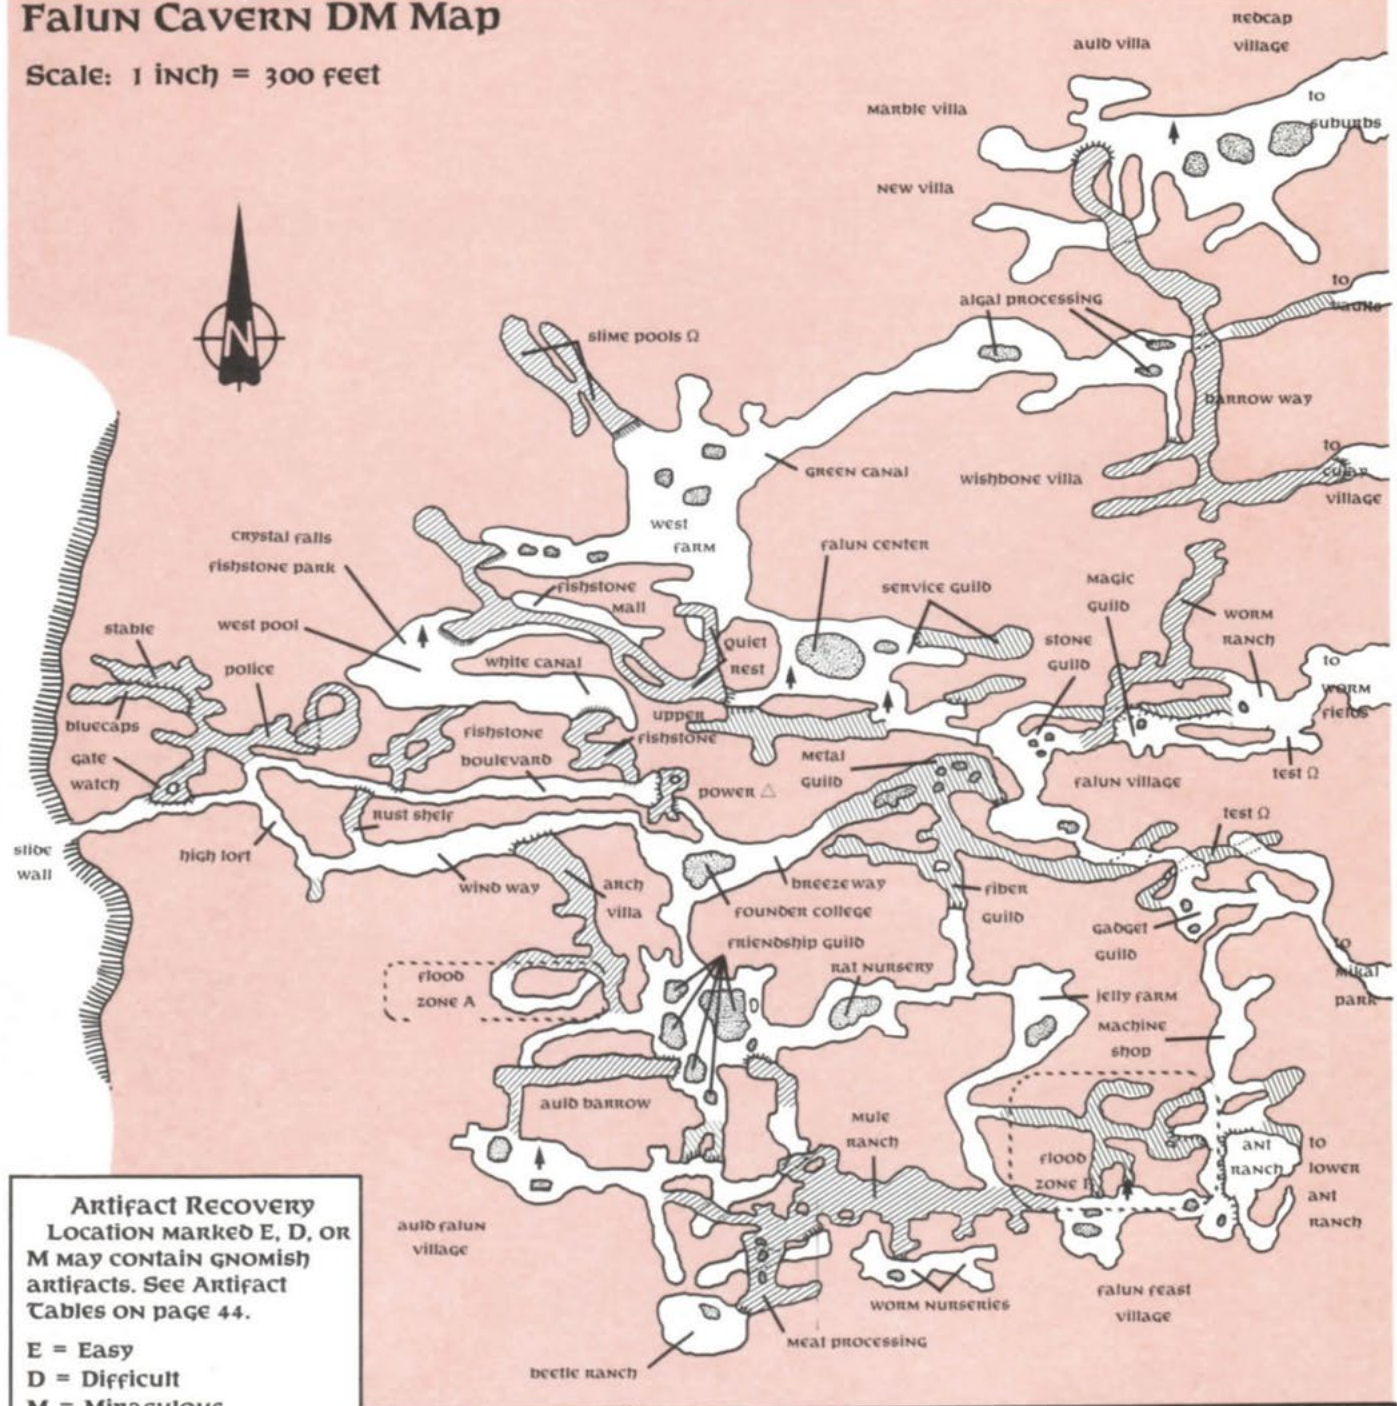 Falun Cavern DM Map
Scale: 1 inch = 300 feet
redcap
village
auld villa
marble villa
to
suburbs
new villa
to
vaults
algal processing
N
slime pools Ω
barrow way
green canal
wishbone villa
to
village
west
farm
crystal falls
fishstone park
falun center
service guild
magic
guild
fishstone
mall
worm
ranch
stable
west pool
quiet
rest
stone
guild
police
white canal
to
worm
fields
bluecaps
upper
fishstone
fishstone
boulevard
gate
watch
metal
guild
power △
falun village
test Ω
rust shelf
test Ω
slide
wall
high loft
wind way
arch
villa
breezeway
fiber
guild
founder college
gadget
guild
friendship guild
to
mikal
park
flood
zone A
rat nursery
jelly farm
machine
shop
auld barrow
mule
ranch
flood
zone B
ant
ranch
to
lower
ant
ranch
auld falun
village
falun feast
village
worm nurseries
meat processing
beetle ranch
Artifact Recovery
Location marked E, D, or
M may contain gnomish
artifacts. See Artifact
Tables on page 44.
E = Easy
D = Difficult
M = Miraculous